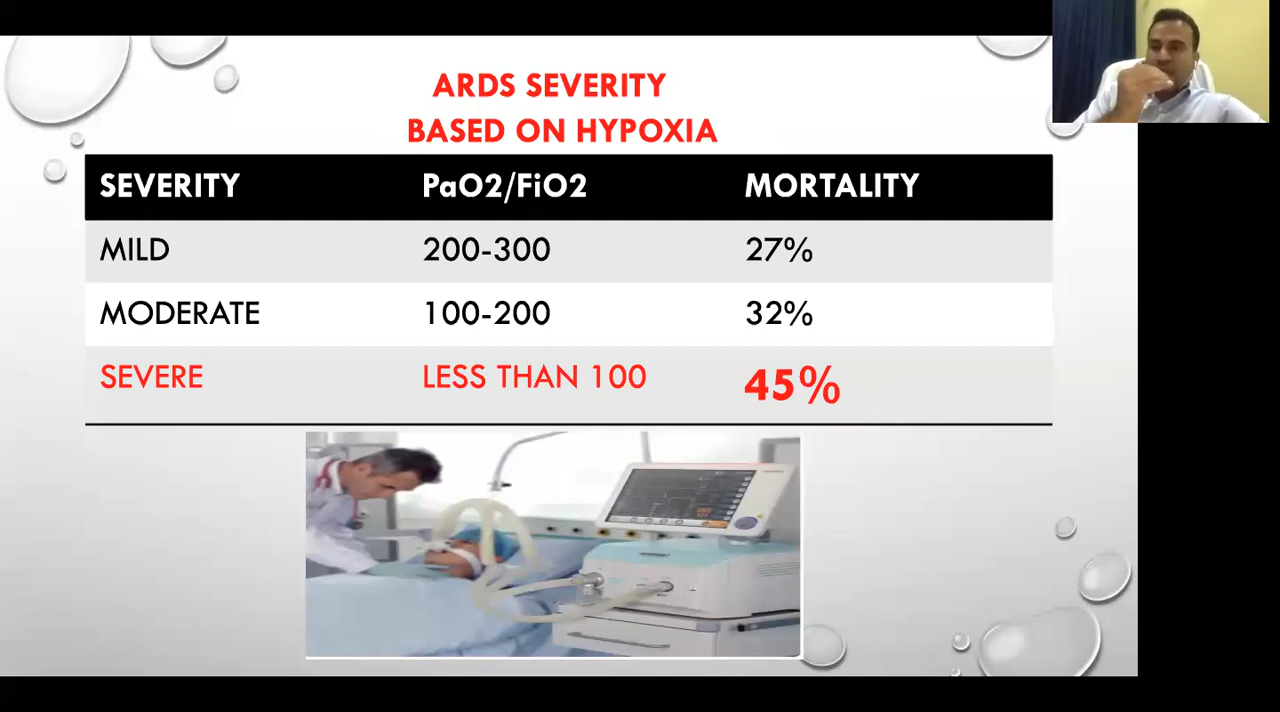 ARDS SEVERITY
BASED ON HYPOXIA
SEVERITY PaO2/FiO2 MORTALITY
MILD 200-300 27%
MODERATE 100-200 32%
SEVERE LESS THAN 100 45%